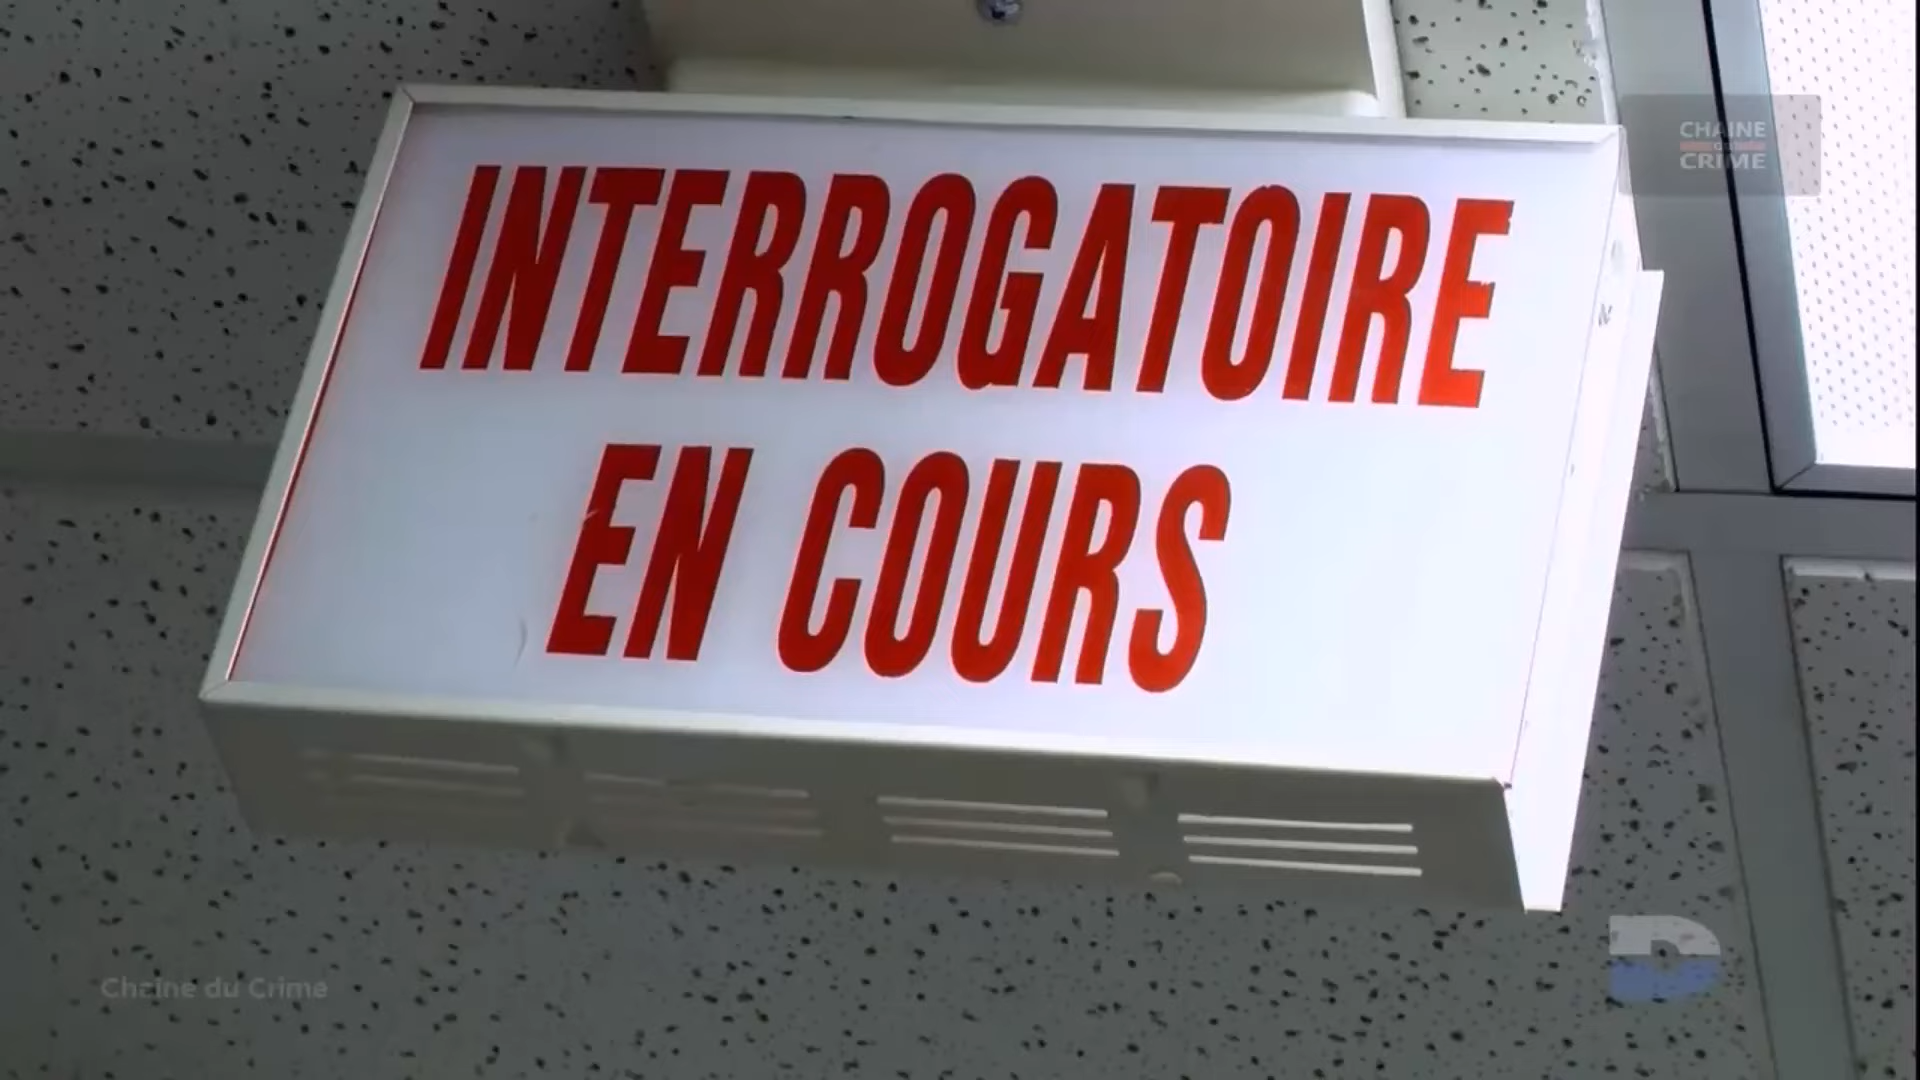 CHAINE
CRIME
INTERROGATOIRE
EN COURS
Chaine du Crime
D